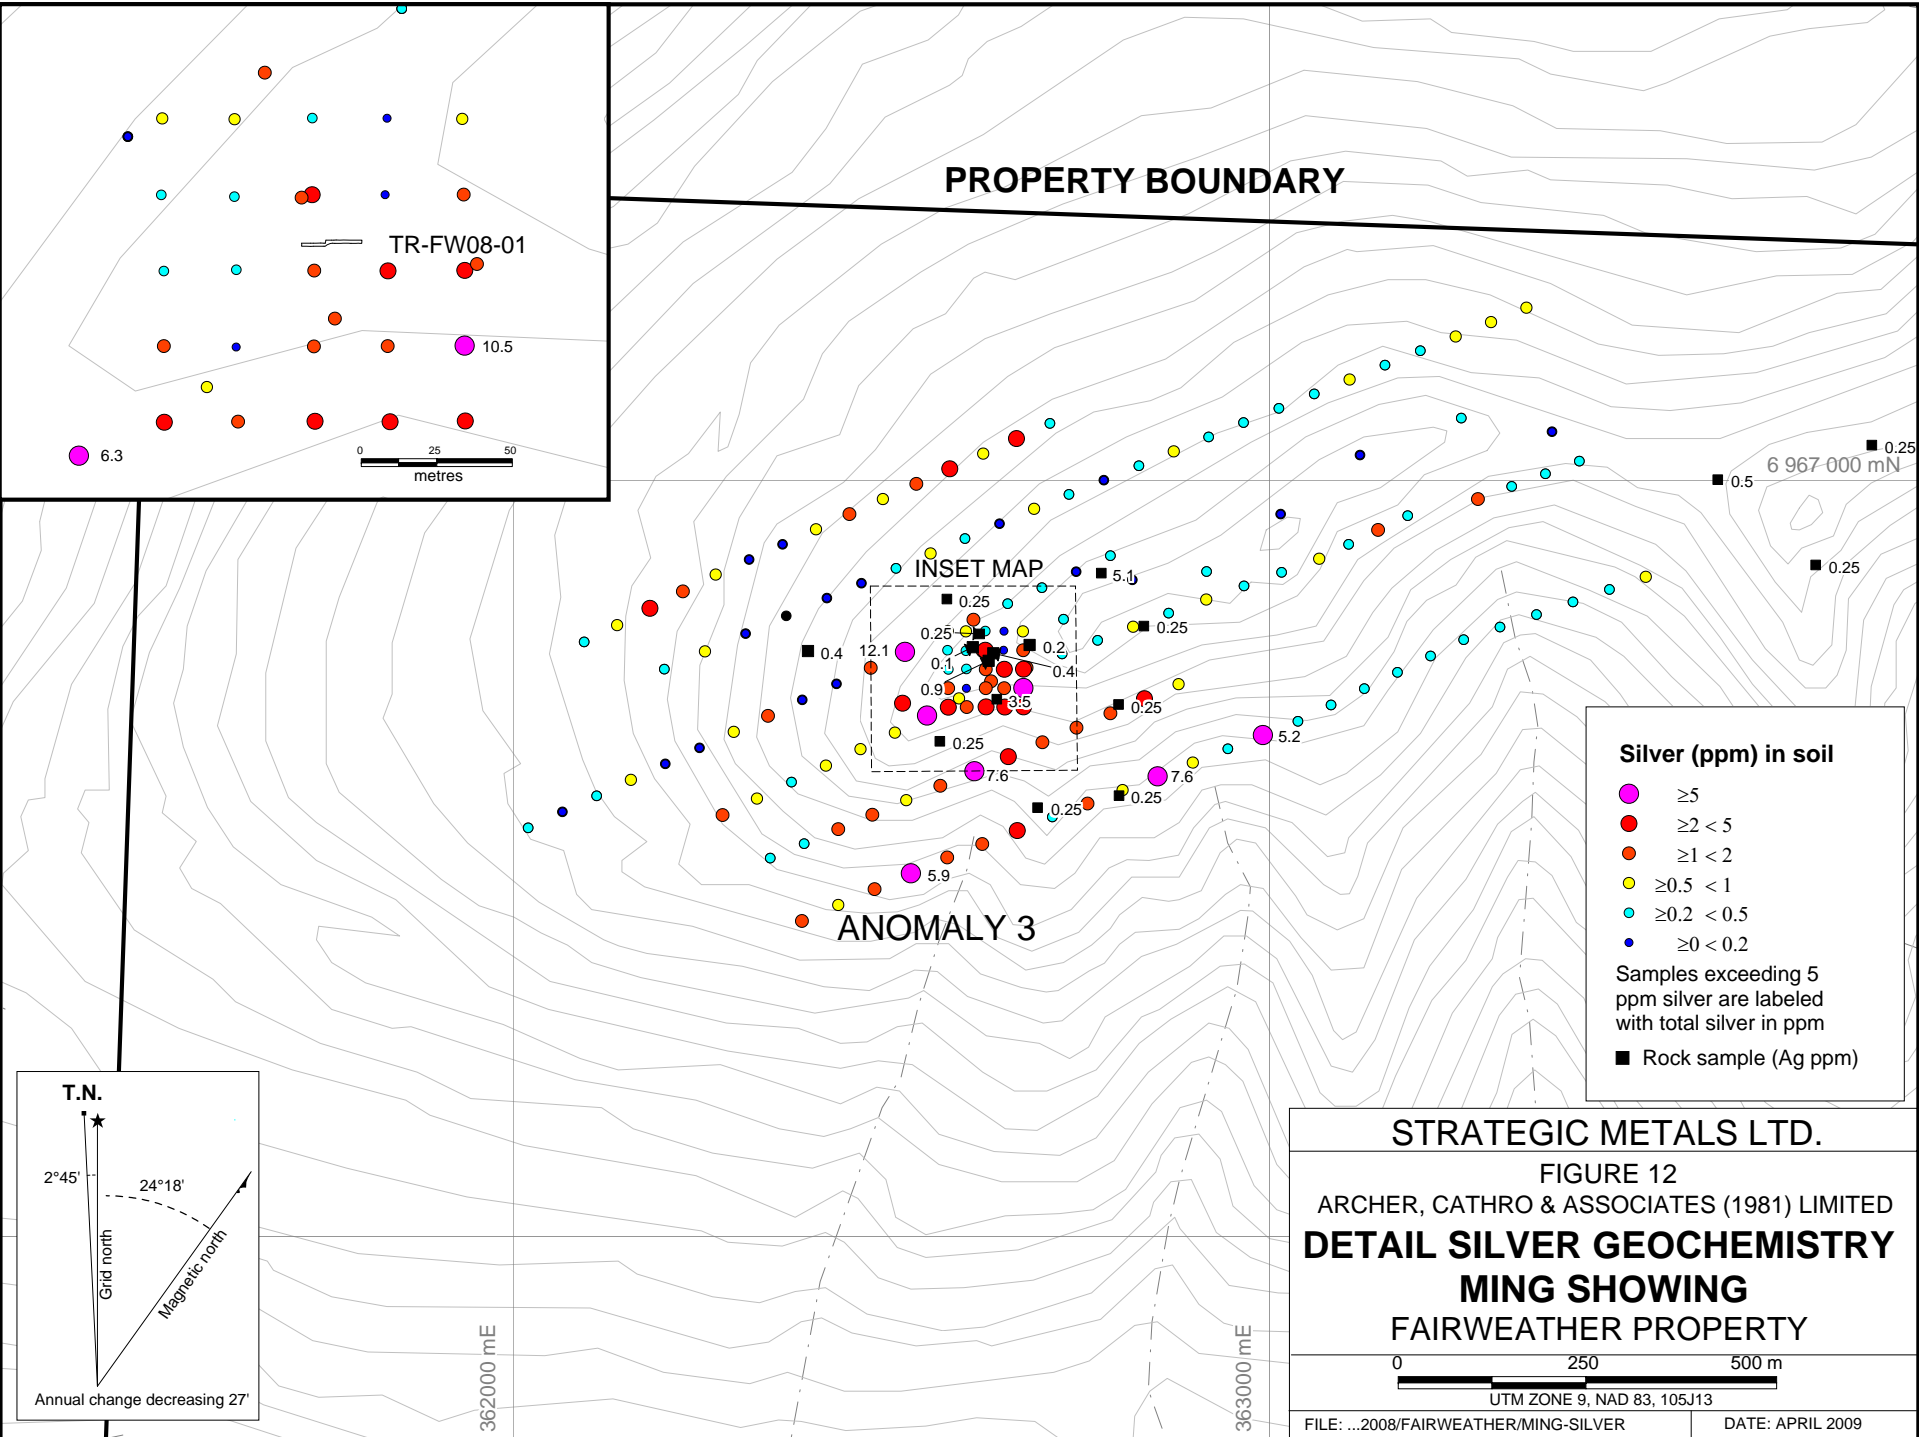 TR-FW08-01
10.5
6.3
0 25 50
metres
PROPERTY BOUNDARY
0.25
6 967 000 mN
0.5
0.25
INSET MAP
5.1
0.25
0.25
0.25
0.4
12.1
0.2
0.1
0.4
0.9
3.5
0.25
0.25
5.2
7.6
7.6
0.25
0.25
5.9
ANOMALY 3
Silver (ppm) in soil
≥5
≥2 < 5
≥1 < 2
≥0.5 < 1
≥0.2 < 0.5
≥0 < 0.2
Samples exceeding 5
ppm silver are labeled
with total silver in ppm
Rock sample (Ag ppm)
T.N.
2°45'
24°18'
Grid north
Magnetic north
Annual change decreasing 27'
362000 mE
363000 mE
STRATEGIC METALS LTD.
FIGURE 12
ARCHER, CATHRO & ASSOCIATES (1981) LIMITED
DETAIL SILVER GEOCHEMISTRY
MING SHOWING
FAIRWEATHER PROPERTY
0 250 500 m
UTM ZONE 9, NAD 83, 105J13
FILE: ...2008/FAIRWEATHER/MING-SILVER
DATE: APRIL 2009